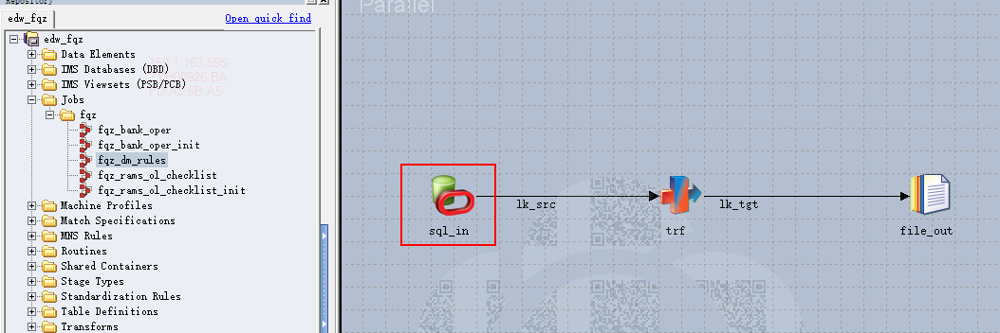 Repository
edw_fqz
Open quick find
edw_fqz
Data Elements
IMS Databases (DBD)
IMS Viewsets (PSB/PCB)
Jobs
fqz
fqz_bank_oper
fqz_bank_oper_init
fqz_dm_rules
fqz_rams_ol_checklist
fqz_rams_ol_checklist_init
Machine Profiles
Match Specifications
MNS Rules
Routines
Shared Containers
Stage Types
Standardization Rules
Table Definitions
Transforms
Parallel
sql_in
lk_src
trf
lk_tgt
file_out